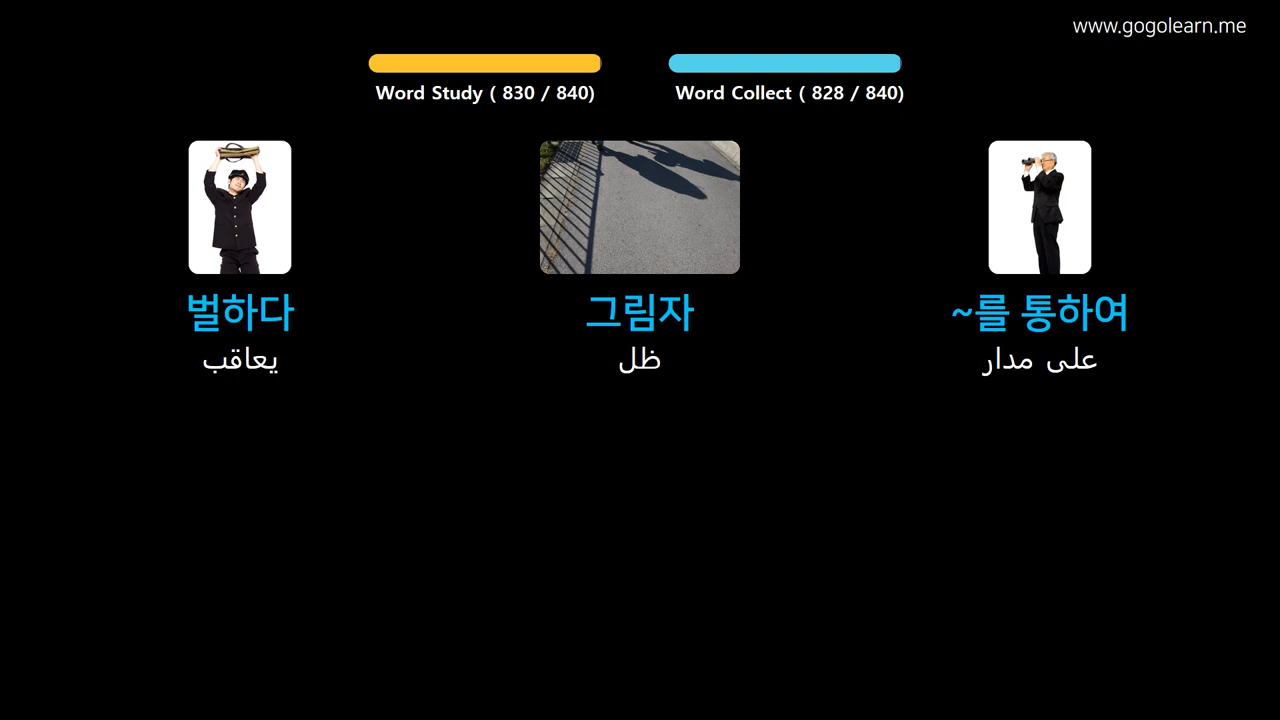 www.gogolearn.me
Word Study ( 830 / 840)
Word Collect ( 828 / 840)
벌하다
그림자
~를 통하여
يعاقب
ظل
على مدار